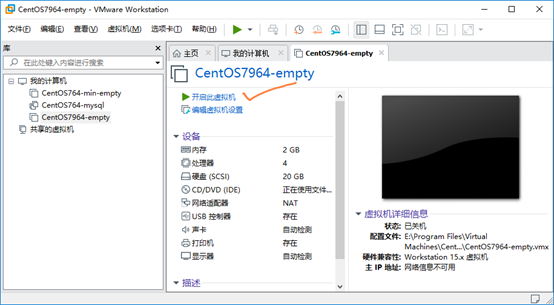 CentOS7964-empty - VMware Workstation
文件(F) 编辑(E) 查看(V) 虚拟机(M) 选项卡(T) 帮助(H)
库
在此处键入内容进行搜索
我的计算机
CentOS764-min-empty
CentOS764-mysql
CentOS7964-empty
共享的虚拟机
主页 我的计算机 CentOS7964-empty
CentOS7964-empty
开启此虚拟机
编辑虚拟机设置
设备
内存 2 GB
处理器 4
硬盘 (SCSI) 20 GB
CD/DVD (IDE) 正在使用文件...
网络适配器 NAT
USB 控制器 存在
声卡 自动检测
打印机 存在
显示器 自动检测
描述
虚拟机详细信息
状态: 已关机
配置文件: E:\Program Files\Virtual
Machines\Cent...\CentOS7964-empty.vmx
硬件兼容性: Workstation 15.x 虚拟机
主 IP 地址: 网络信息不可用